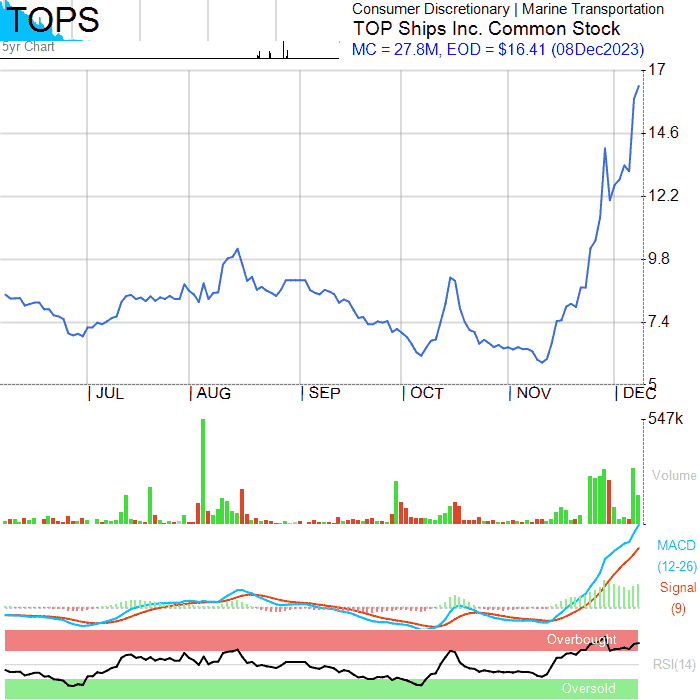 TOPS
5yr Chart
Consumer Discretionary | Marine Transportation
TOP Ships Inc. Common Stock
MC = 27.8M, EOD = $16.41 (08Dec2023)
17
14.6
12.2
9.8
7.4
5
JUL
AUG
SEP
OCT
NOV
DEC
547k
Volume
MACD
(12-26)
Signal
(9)
Overbought
RSI(14)
Oversold